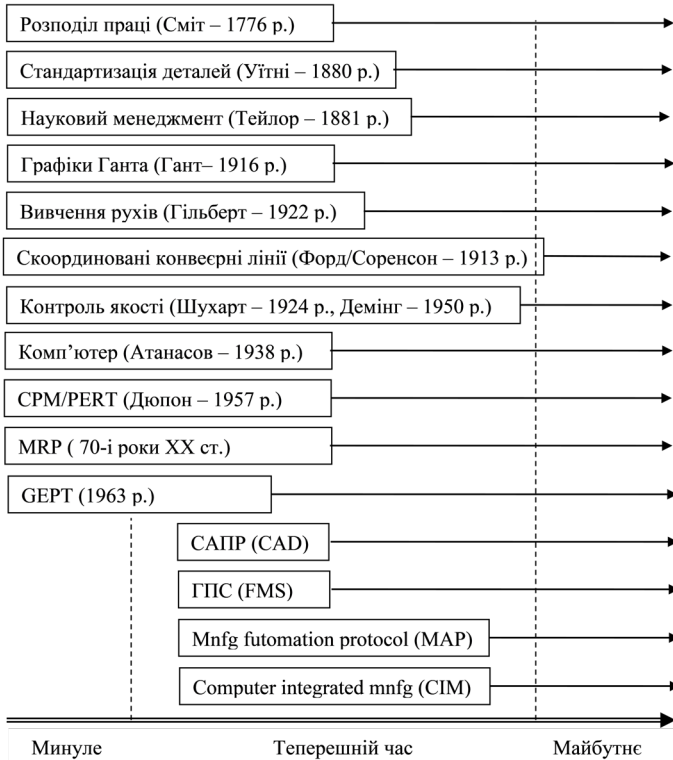 Розподіл праці (Сміт – 1776 р.)
Стандартизація деталей (Уїтні – 1880 р.)
Науковий менеджмент (Тейлор – 1881 р.)
Графіки Ганта (Гант– 1916 р.)
Вивчення рухів (Гільберт – 1922 р.)
Скоординовані конвеєрні лінії (Форд/Соренсон – 1913 р.)
Контроль якості (Шухарт – 1924 р., Демінг – 1950 р.)
Комп’ютер (Атанасов – 1938 р.)
CPM/PERT (Дюпон – 1957 р.)
MRP ( 70-і роки XX ст.)
GEPT (1963 р.)
САПР (CAD)
ГПС (FMS)
Mnfg futomation protocol (MAP)
Computer integrated mnfg (CIM)
Минуле Теперешній час Майбутнє